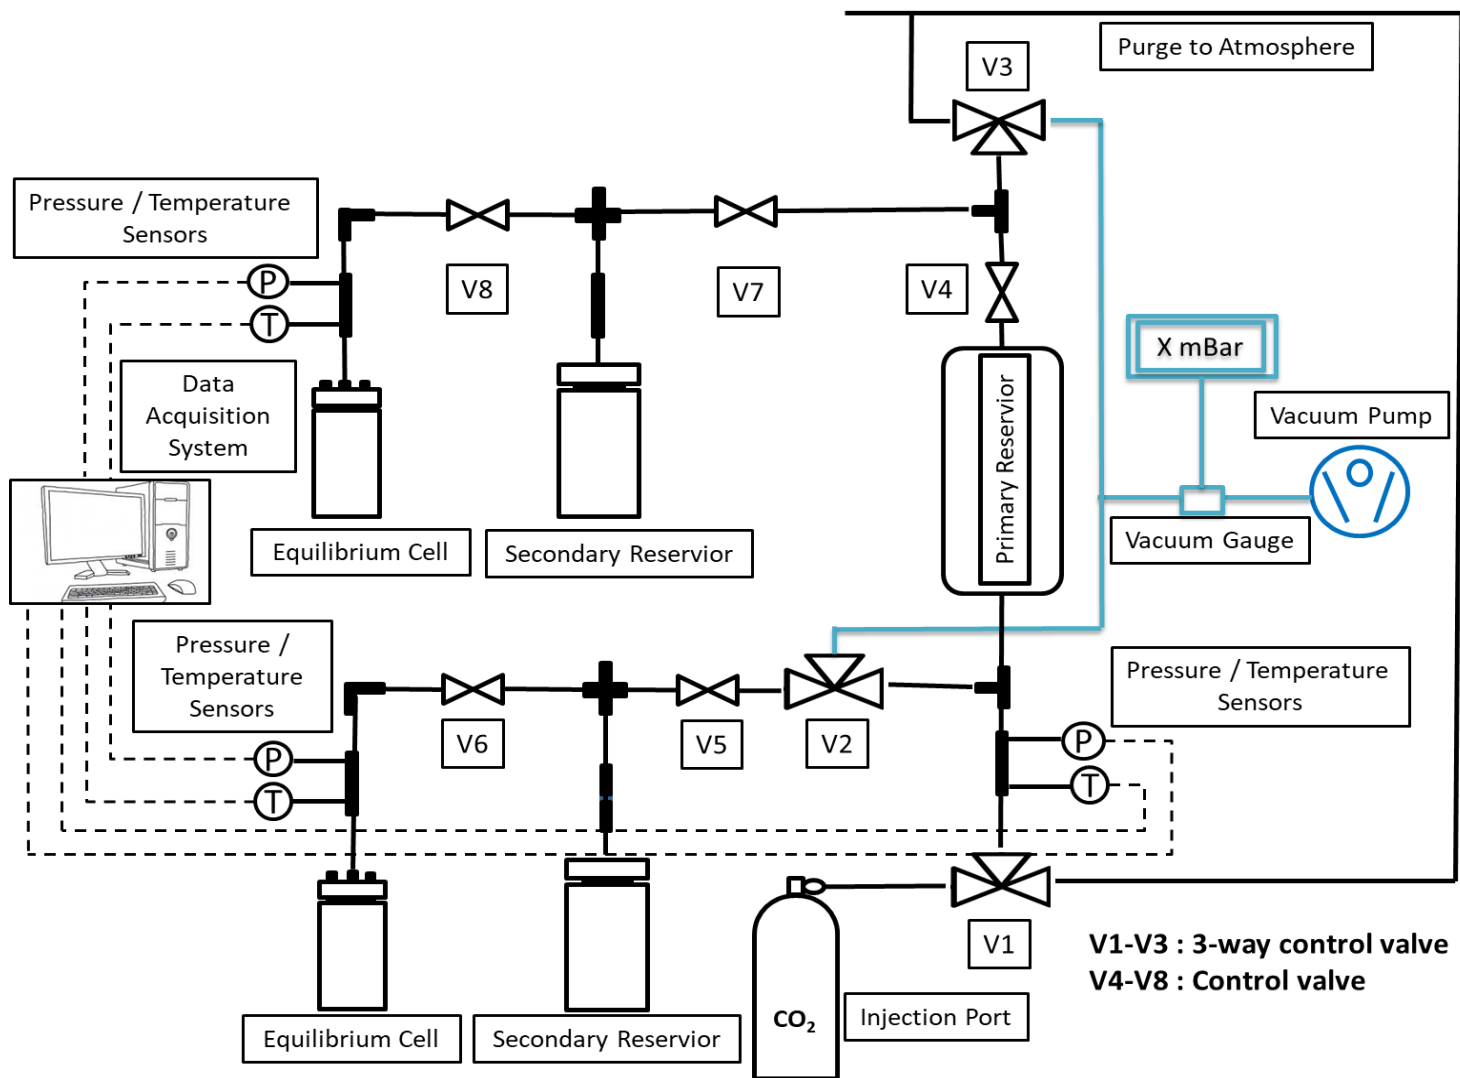 Purge to Atmosphere
V3
Pressure / Temperature
Sensors
P
T
V8
V7
V4
X mBar
Data
Acquisition
System
Primary Reservior
Vacuum Pump
Equilibrium Cell
Secondary Reservior
Vacuum Gauge
Pressure /
Temperature
Sensors
P
T
V6
V5
V2
Pressure / Temperature
Sensors
P
T
V1
V1-V3 : 3-way control valve
V4-V8 : Control valve
CO₂
Injection Port
Equilibrium Cell
Secondary Reservior